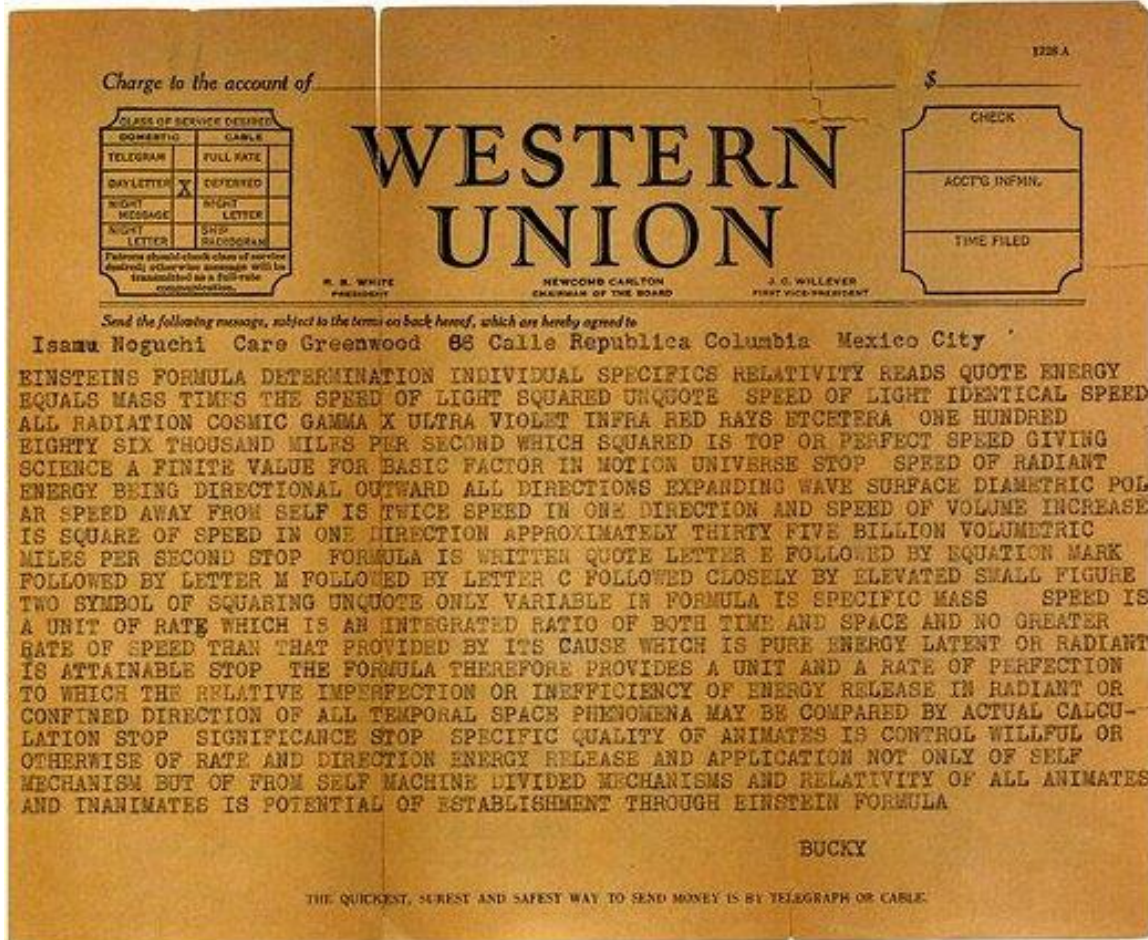 1228 A
Charge to the account of $
CLASS OF SERVICE DESIRED
DOMESTIC CABLE
TELEGRAM FULL RATE
DAY LETTER X DEFERRED
NIGHT MESSAGE NIGHT LETTER
NIGHT LETTER SHIP RADIOGRAM
Patrons should check class of service
desired; otherwise message will be
transmitted as a full-rate
communication.
WESTERN
UNION
CHECK
ACCT'G INFMN.
TIME FILED
R. B. WHITE NEWCOMB CARLTON J. C. WILLEVER
PRESIDENT CHAIRMAN OF THE BOARD FIRST VICE-PRESIDENT
Send the following message, subject to the terms on back hereof, which are hereby agreed to
Isamu Noguchi Care Greenwood 66 Calle Republica Columbia Mexico City
EINSTEINS FORMULA DETERMINATION INDIVIDUAL SPECIFICS RELATIVITY READS QUOTE ENERGY
EQUALS MASS TIMES THE SPEED OF LIGHT SQUARED UNQUOTE SPEED OF LIGHT IDENTICAL SPEED
ALL RADIATION COSMIC GAMMA X ULTRA VIOLET INFRA RED RAYS ETCETERA ONE HUNDRED
EIGHTY SIX THOUSAND MILES PER SECOND WHICH SQUARED IS TOP OR PERFECT SPEED GIVING
SCIENCE A FINITE VALUE FOR BASIC FACTOR IN MOTION UNIVERSE STOP SPEED OF RADIANT
ENERGY BEING DIRECTIONAL OUTWARD ALL DIRECTIONS EXPANDING WAVE SURFACE DIAMETRIC POL
AR SPEED AWAY FROM SELF IS TWICE SPEED IN ONE DIRECTION AND SPEED OF VOLUME INCREASE
IS SQUARE OF SPEED IN ONE DIRECTION APPROXIMATELY THIRTY FIVE BILLION VOLUMETRIC
MILES PER SECOND STOP FORMULA IS WRITTEN QUOTE LETTER E FOLLOWED BY EQUATION MARK
FOLLOWED BY LETTER M FOLLOWED BY LETTER C FOLLOWED CLOSELY BY ELEVATED SMALL FIGURE
TWO SYMBOL OF SQUARING UNQUOTE ONLY VARIABLE IN FORMULA IS SPECIFIC MASS SPEED IS
A UNIT OF RATE WHICH IS AN INTEGRATED RATIO OF BOTH TIME AND SPACE AND NO GREATER
RATE OF SPEED THAN THAT PROVIDED BY ITS CAUSE WHICH IS PURE ENERGY LATENT OR RADIANT
IS ATTAINABLE STOP THE FORMULA THEREFORE PROVIDES A UNIT AND A RATE OF PERFECTION
TO WHICH THE RELATIVE IMPERFECTION OR INEFFICIENCY OF ENERGY RELEASE IN RADIANT OR
CONFINED DIRECTION OF ALL TEMPORAL SPACE PHENOMENA MAY BE COMPARED BY ACTUAL CALCU-
LATION STOP SIGNIFICANCE STOP SPECIFIC QUALITY OF ANIMATES IS CONTROL WILLFUL OR
OTHERWISE OF RATE AND DIRECTION ENERGY RELEASE AND APPLICATION NOT ONLY OF SELF
MECHANISM BUT OF FROM SELF MACHINE DIVIDED MECHANISMS AND RELATIVITY OF ALL ANIMATES
AND INANIMATES IS POTENTIAL OF ESTABLISHMENT THROUGH EINSTEIN FORMULA
BUCKY
THE QUICKEST, SUREST AND SAFEST WAY TO SEND MONEY IS BY TELEGRAPH OR CABLE.